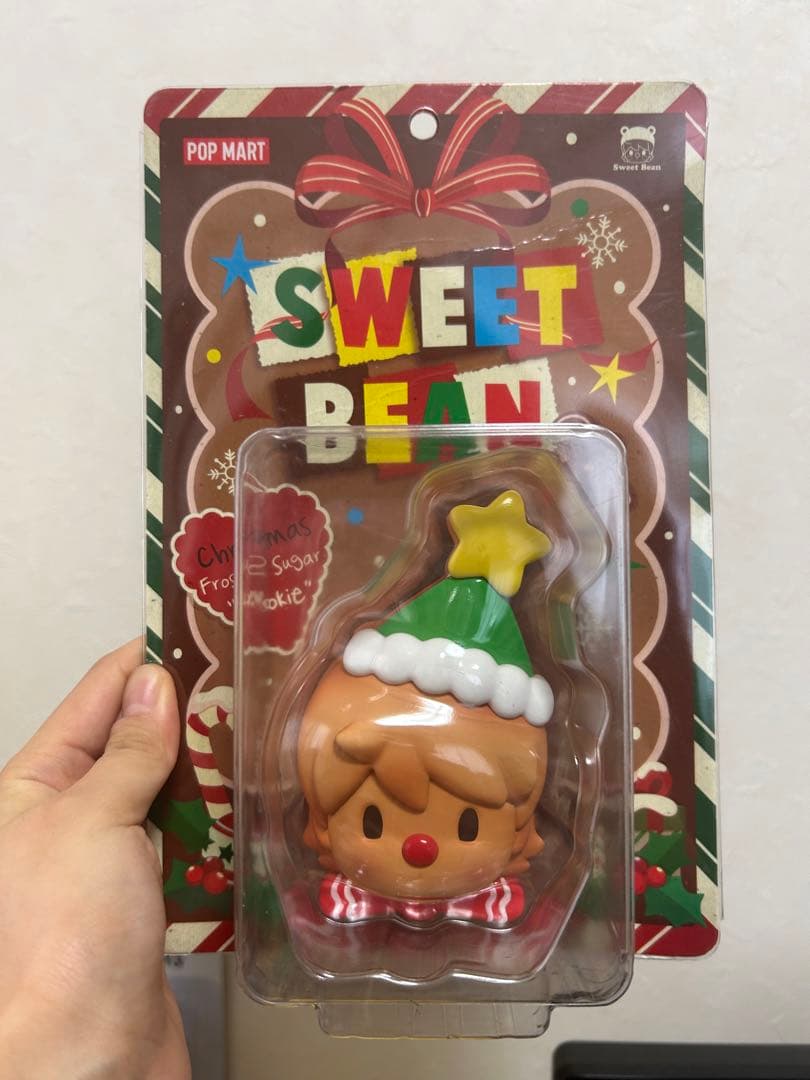 POP MART
Sweet Bean
SWEET
BEAN
Christmas
Sugar